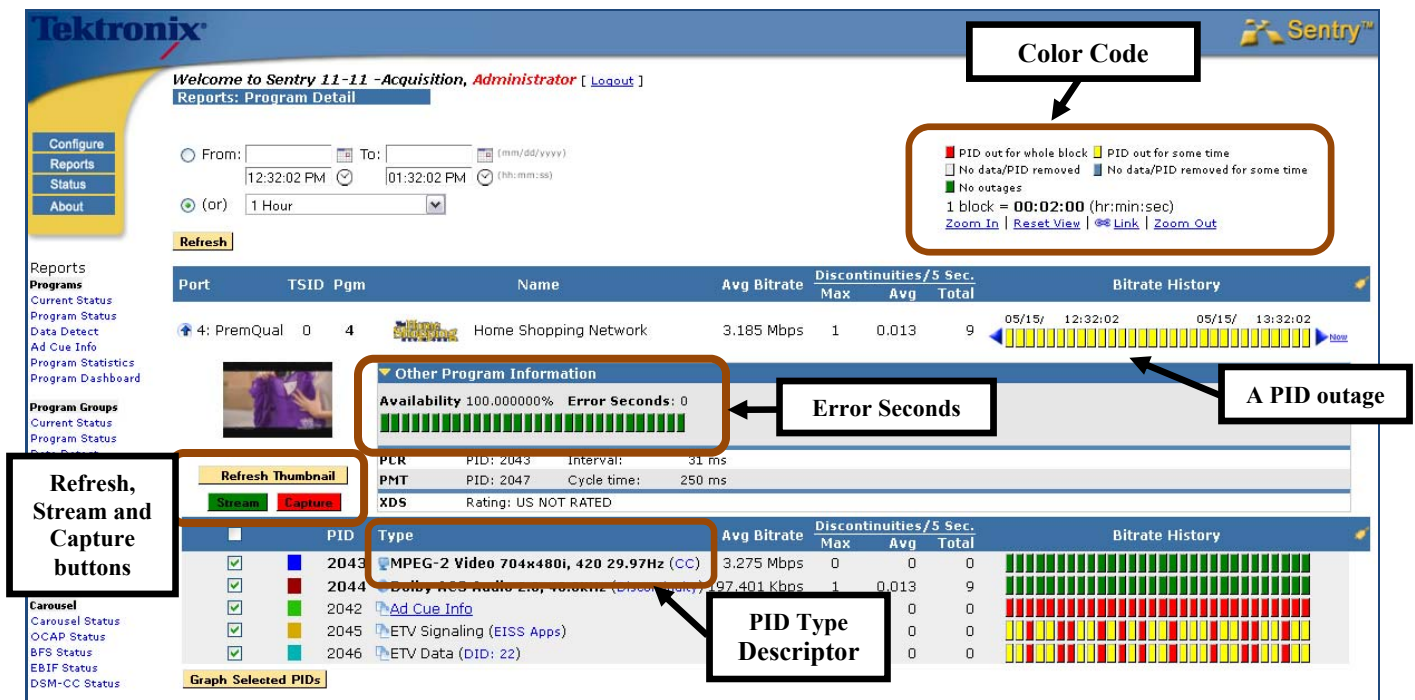 Tektronix
Sentry™
Color Code
Welcome to Sentry 11-11 -Acquisition, Administrator [ Logout ]
Reports: Program Detail
Configure
Reports
Status
About
From: To: (mm/dd/yyyy)
12:32:02 PM 01:32:02 PM (hh:mm:ss)
(or) 1 Hour
Refresh
PID out for whole block PID out for some time
No data/PID removed No data/PID removed for some time
No outages
1 block = 00:02:00 (hr:min:sec)
Zoom In | Reset View | Link | Zoom Out
Reports
Programs
Current Status
Program Status
Data Detect
Ad Cue Info
Program Statistics
Program Dashboard
Program Groups
Current Status
Program Status
Port TSID Pgm Name Avg Bitrate Discontinuities/5 Sec. Bitrate History
Max Avg Total
05/15/ 12:32:02 05/15/ 13:32:02
4: PremQual 0 4 Home Shopping Network 3.185 Mbps 1 0.013 9 Now
Other Program Information
Availability 100.000000% Error Seconds: 0
Error Seconds
A PID outage
PCR PID: 2043 Interval: 31 ms
PMT PID: 2047 Cycle time: 250 ms
XDS Rating: US NOT RATED
Refresh Thumbnail
Stream Capture
Refresh,
Stream and
Capture
buttons
PID Type Avg Bitrate Discontinuities/5 Sec. Bitrate History
Max Avg Total
2043 MPEG-2 Video 704x480i, 420 29.97Hz (CC) 3.275 Mbps 0 0 0
2044 197.401 Kbps 1 0.013 9
2042 Ad Cue Info 0 0
2045 ETV Signaling (EISS Apps) 0 0
2046 ETV Data (DID: 22) 0 0
PID Type
Descriptor
Graph Selected PIDs
Carousel
Carousel Status
OCAP Status
BFS Status
EBIF Status
DSM-CC Status